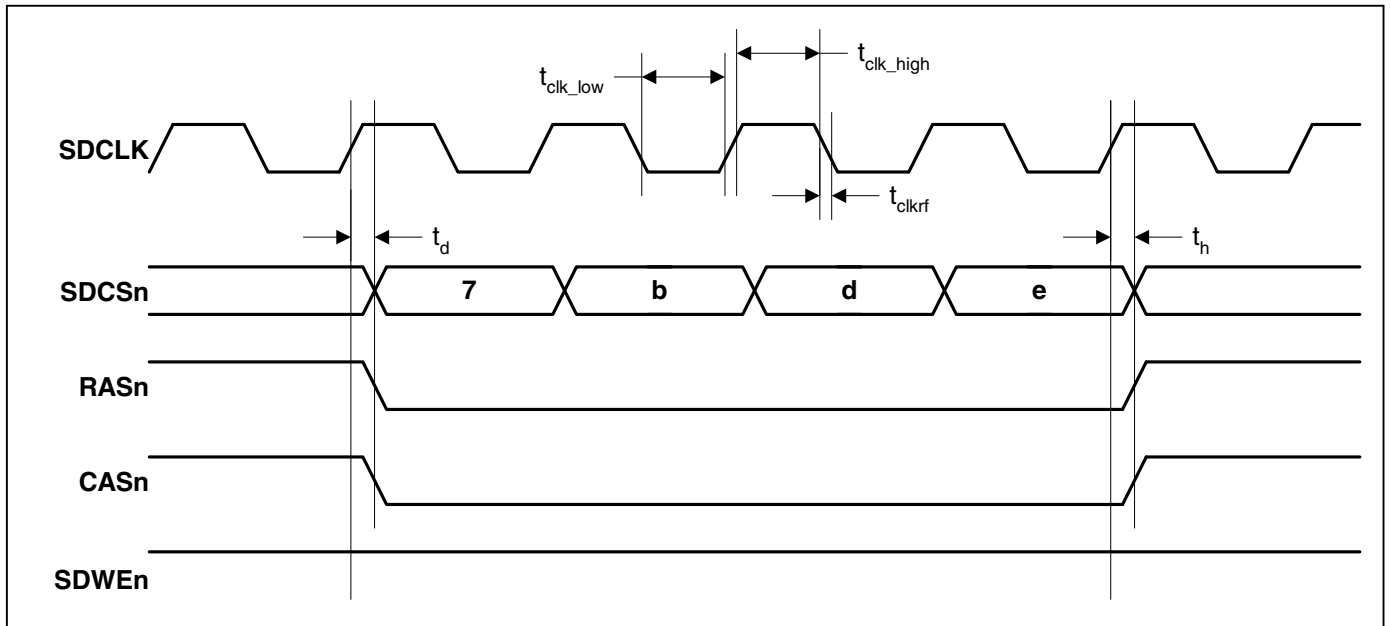 t_clk_high
t_clk_low
SDCLK
t_clkrf
t_d
t_h
SDCSn
7 b d e
RASn
CASn
SDWEn